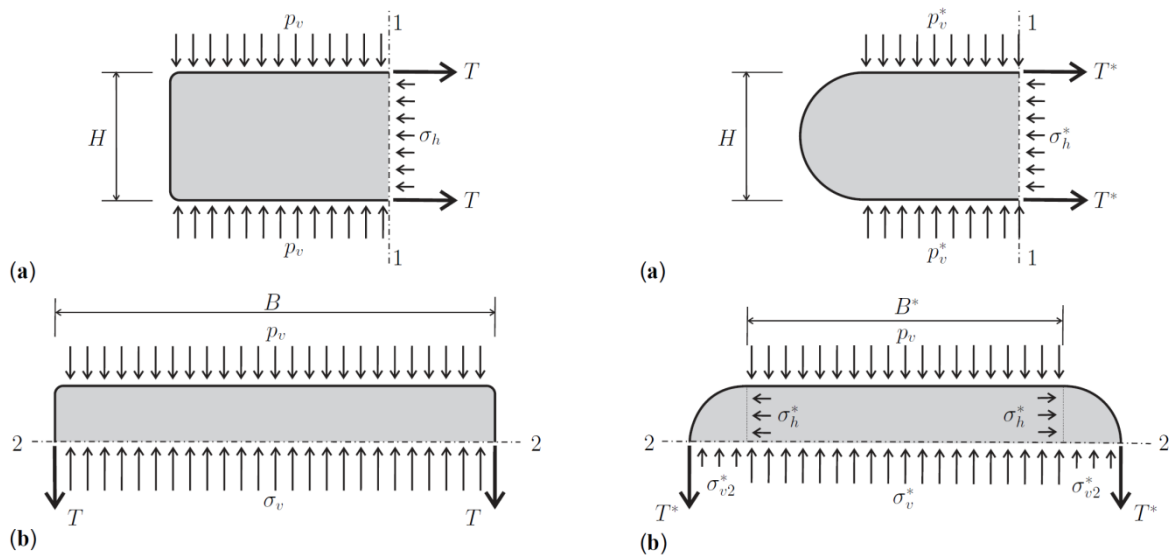 p_v
1
T
H
σ_h
T
p_v
1
(a)
B
p_v
2
2
σ_v
T
T
(b)
p_v^*
1
T^*
H
σ_h^*
T^*
p_v^*
1
(a)
B^*
p_v
σ_h^*
σ_h^*
2
2
σ_{v2}^*
σ_v^*
σ_{v2}^*
T^*
T^*
(b)